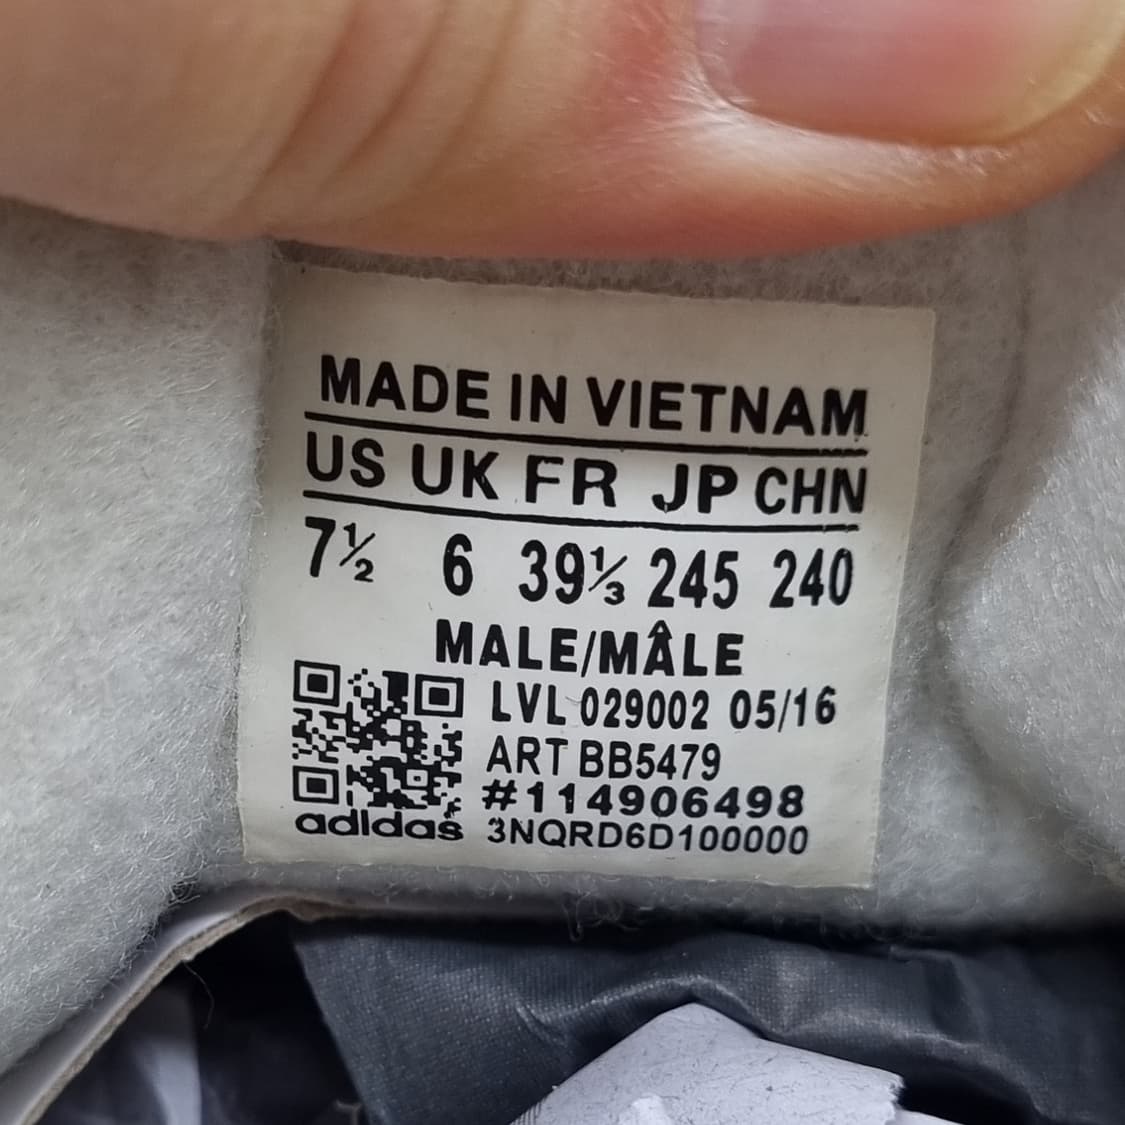 MADE IN VIETNAM
US UK FR JP CHN
7½ 6 39⅓ 245 240
MALE/MÂLE
LVL 029002 05/16
ART BB5479
#114906498
adidas 3NQRD6D100000